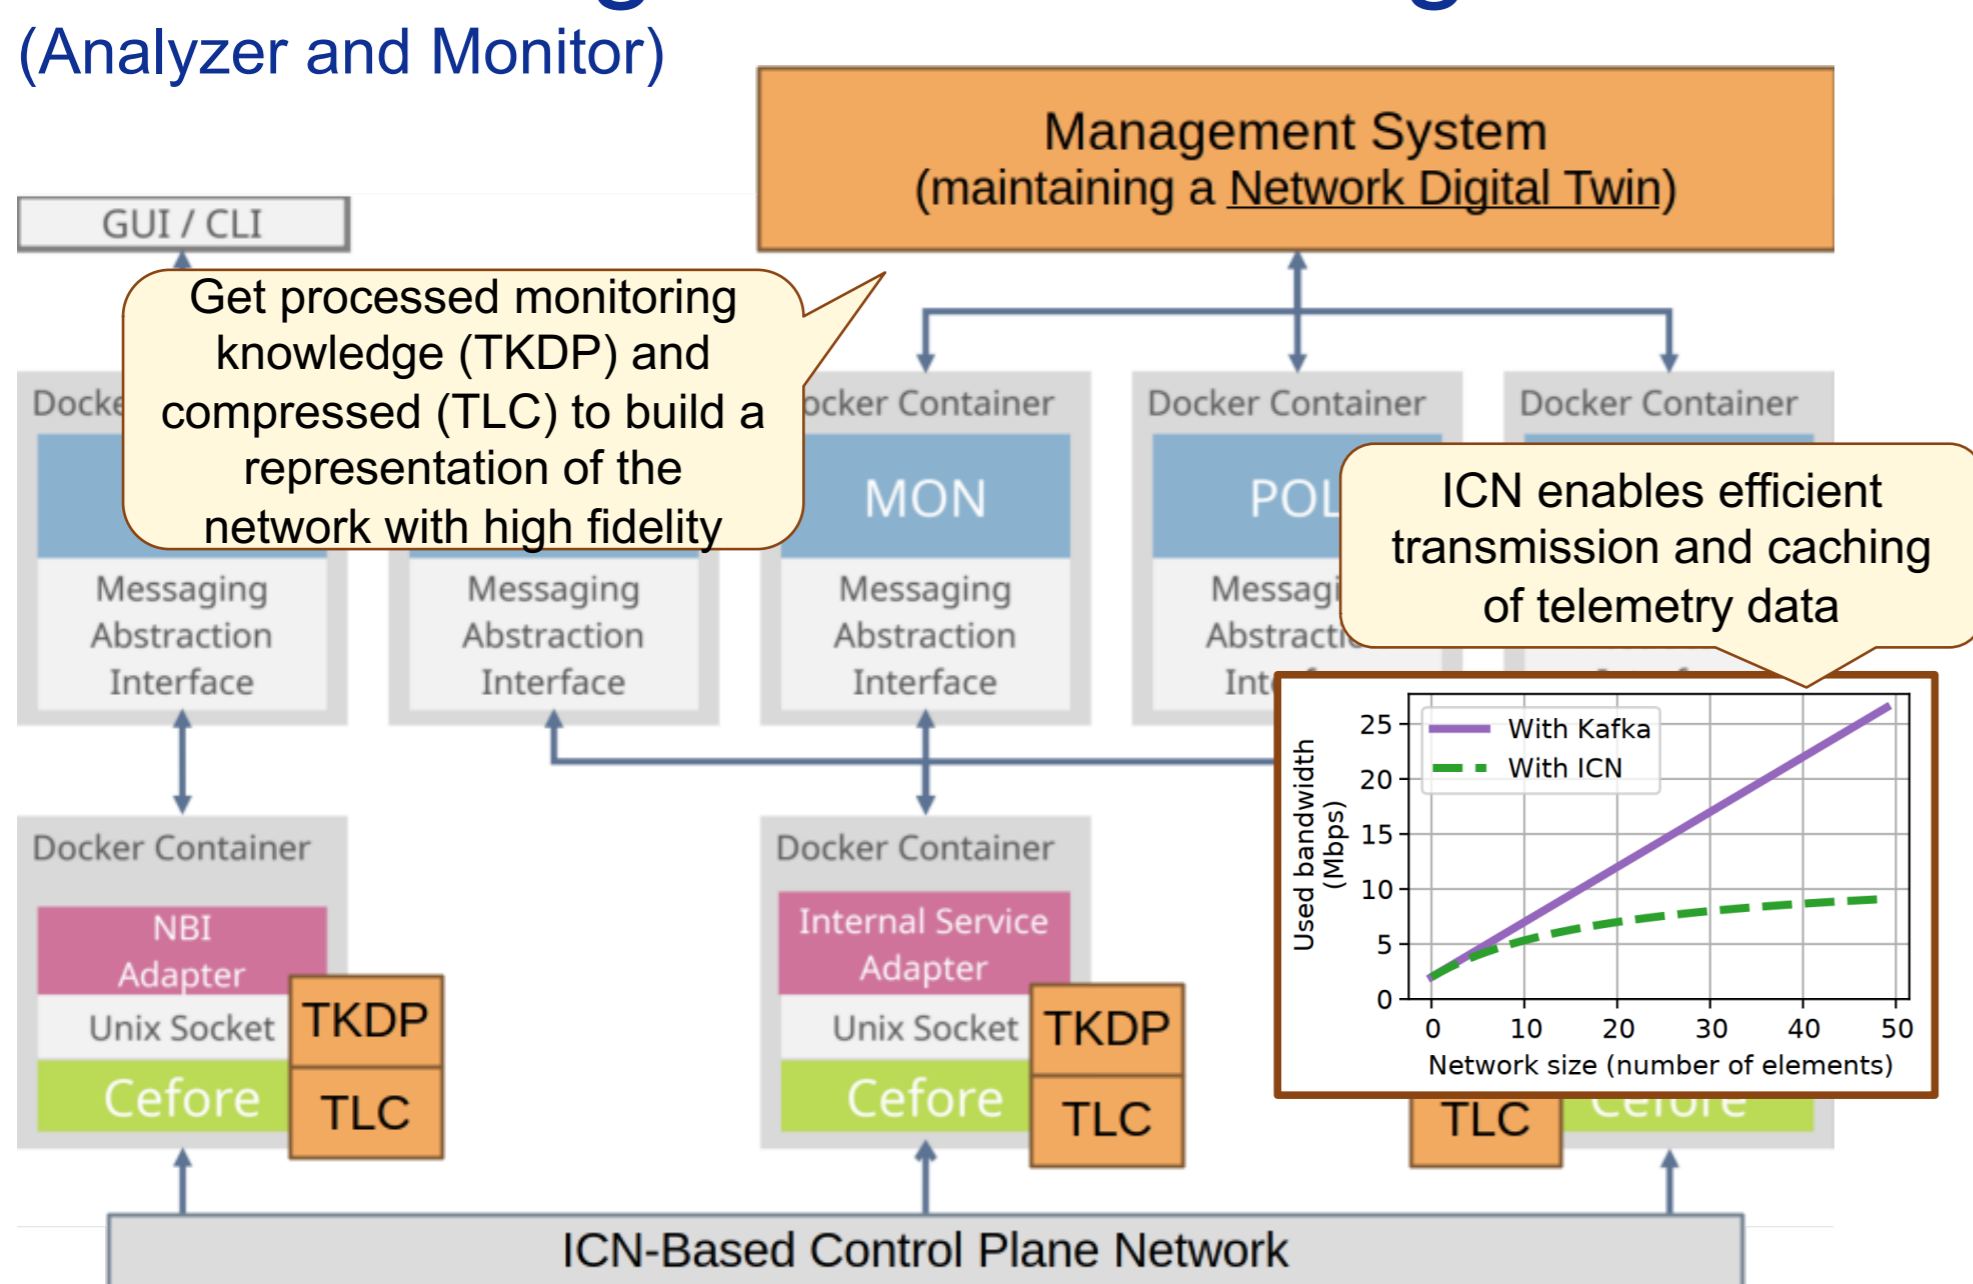 (Analyzer and Monitor)
Management System
(maintaining a Network Digital Twin)
GUI / CLI
Get processed monitoring
knowledge (TKDP) and
compressed (TLC) to build a
representation of the
network with high fidelity
Docker Container
Docker Container
Container
MON
POL
ICN enables efficient
transmission and caching
of telemetry data
Messaging
Abstraction
Interface
Messaging
Abstraction
Interface
Messaging
Abstraction
Interface
With Kafka
With ICN
25
20
15
10
5
0
Used bandwidth
(Mbps)
0 10 20 30 40 50
Network size (number of elements)
Docker Container
NBI
Adapter
Unix Socket
Cefore
TKDP
TLC
Docker Container
Internal Service
Adapter
Unix Socket
Cefore
TKDP
TLC
TLC
Cefore
ICN-Based Control Plane Network